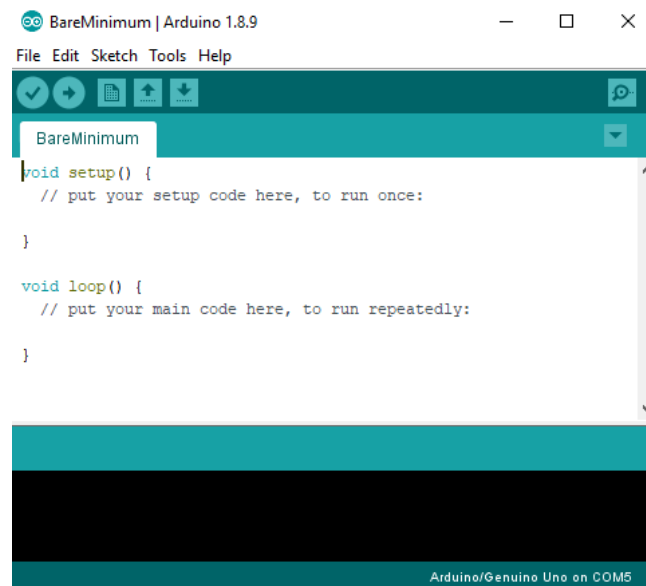 BareMinimum | Arduino 1.8.9
File Edit Sketch Tools Help
BareMinimum
void setup() {
  // put your setup code here, to run once:
}
void loop() {
  // put your main code here, to run repeatedly:
}
Arduino/Genuino Uno on COM5